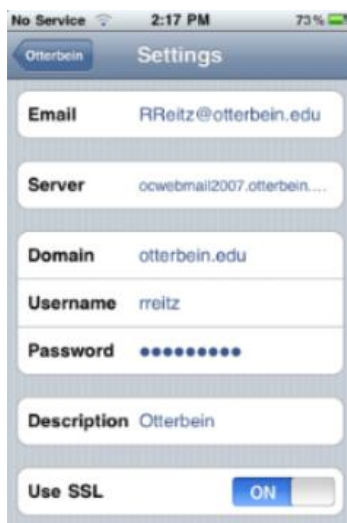 No Service 2:17 PM 73%
Otterbein Settings
Email RReitz@otterbein.edu
Server ocwebmail2007.otterbein....
Domain otterbein.edu
Username rreitz
Password ●●●●●●●●●
Description Otterbein
Use SSL ON